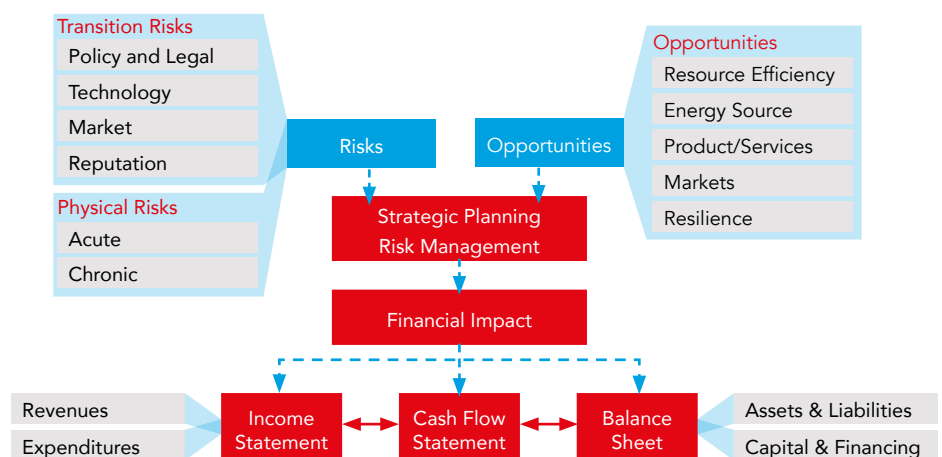 Transition Risks
Policy and Legal
Technology
Market
Reputation
Physical Risks
Acute
Chronic
Risks
Opportunities
Opportunities
Resource Efficiency
Energy Source
Product/Services
Markets
Resilience
Strategic Planning
Risk Management
Financial Impact
Revenues
Expenditures
Income
Statement
Cash Flow
Statement
Balance
Sheet
Assets & Liabilities
Capital & Financing